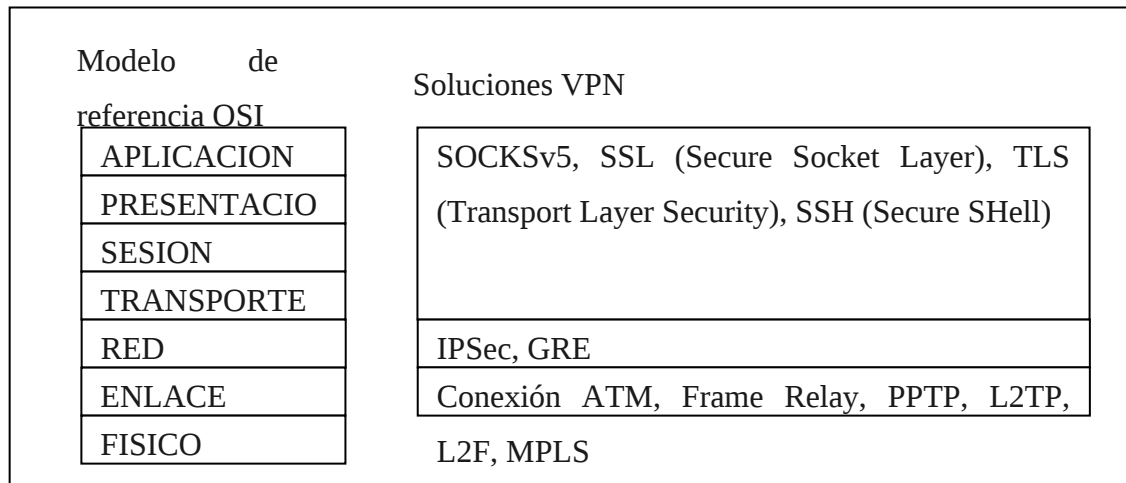 Modelo de
referencia OSI
Soluciones VPN
APLICACION
PRESENTACIO
SESION
TRANSPORTE
RED
ENLACE
FISICO
SOCKSv5, SSL (Secure Socket Layer), TLS
(Transport Layer Security), SSH (Secure SHell)
IPSec, GRE
Conexión ATM, Frame Relay, PPTP, L2TP,
L2F, MPLS